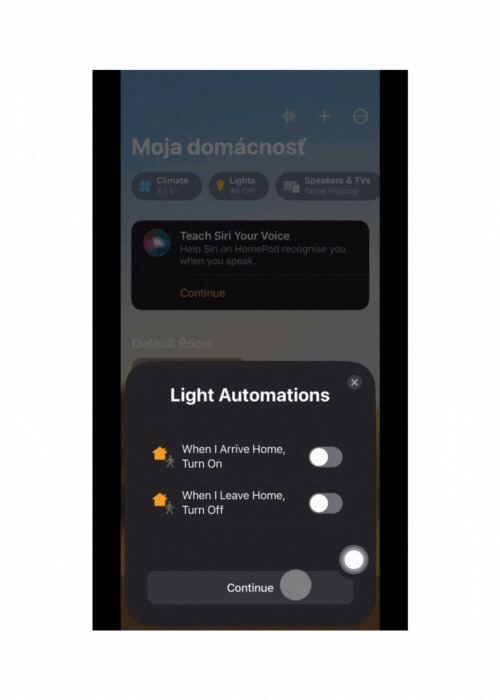 Moja domácnosť
Climate
22.5°
Lights
All Off
Speakers & TVs
None Playing
Teach Siri Your Voice
Help Siri on HomePod recognise you
when you speak.
Continue
Default Room
Light Automations
When I Arrive Home,
Turn On
When I Leave Home,
Turn Off
Continue